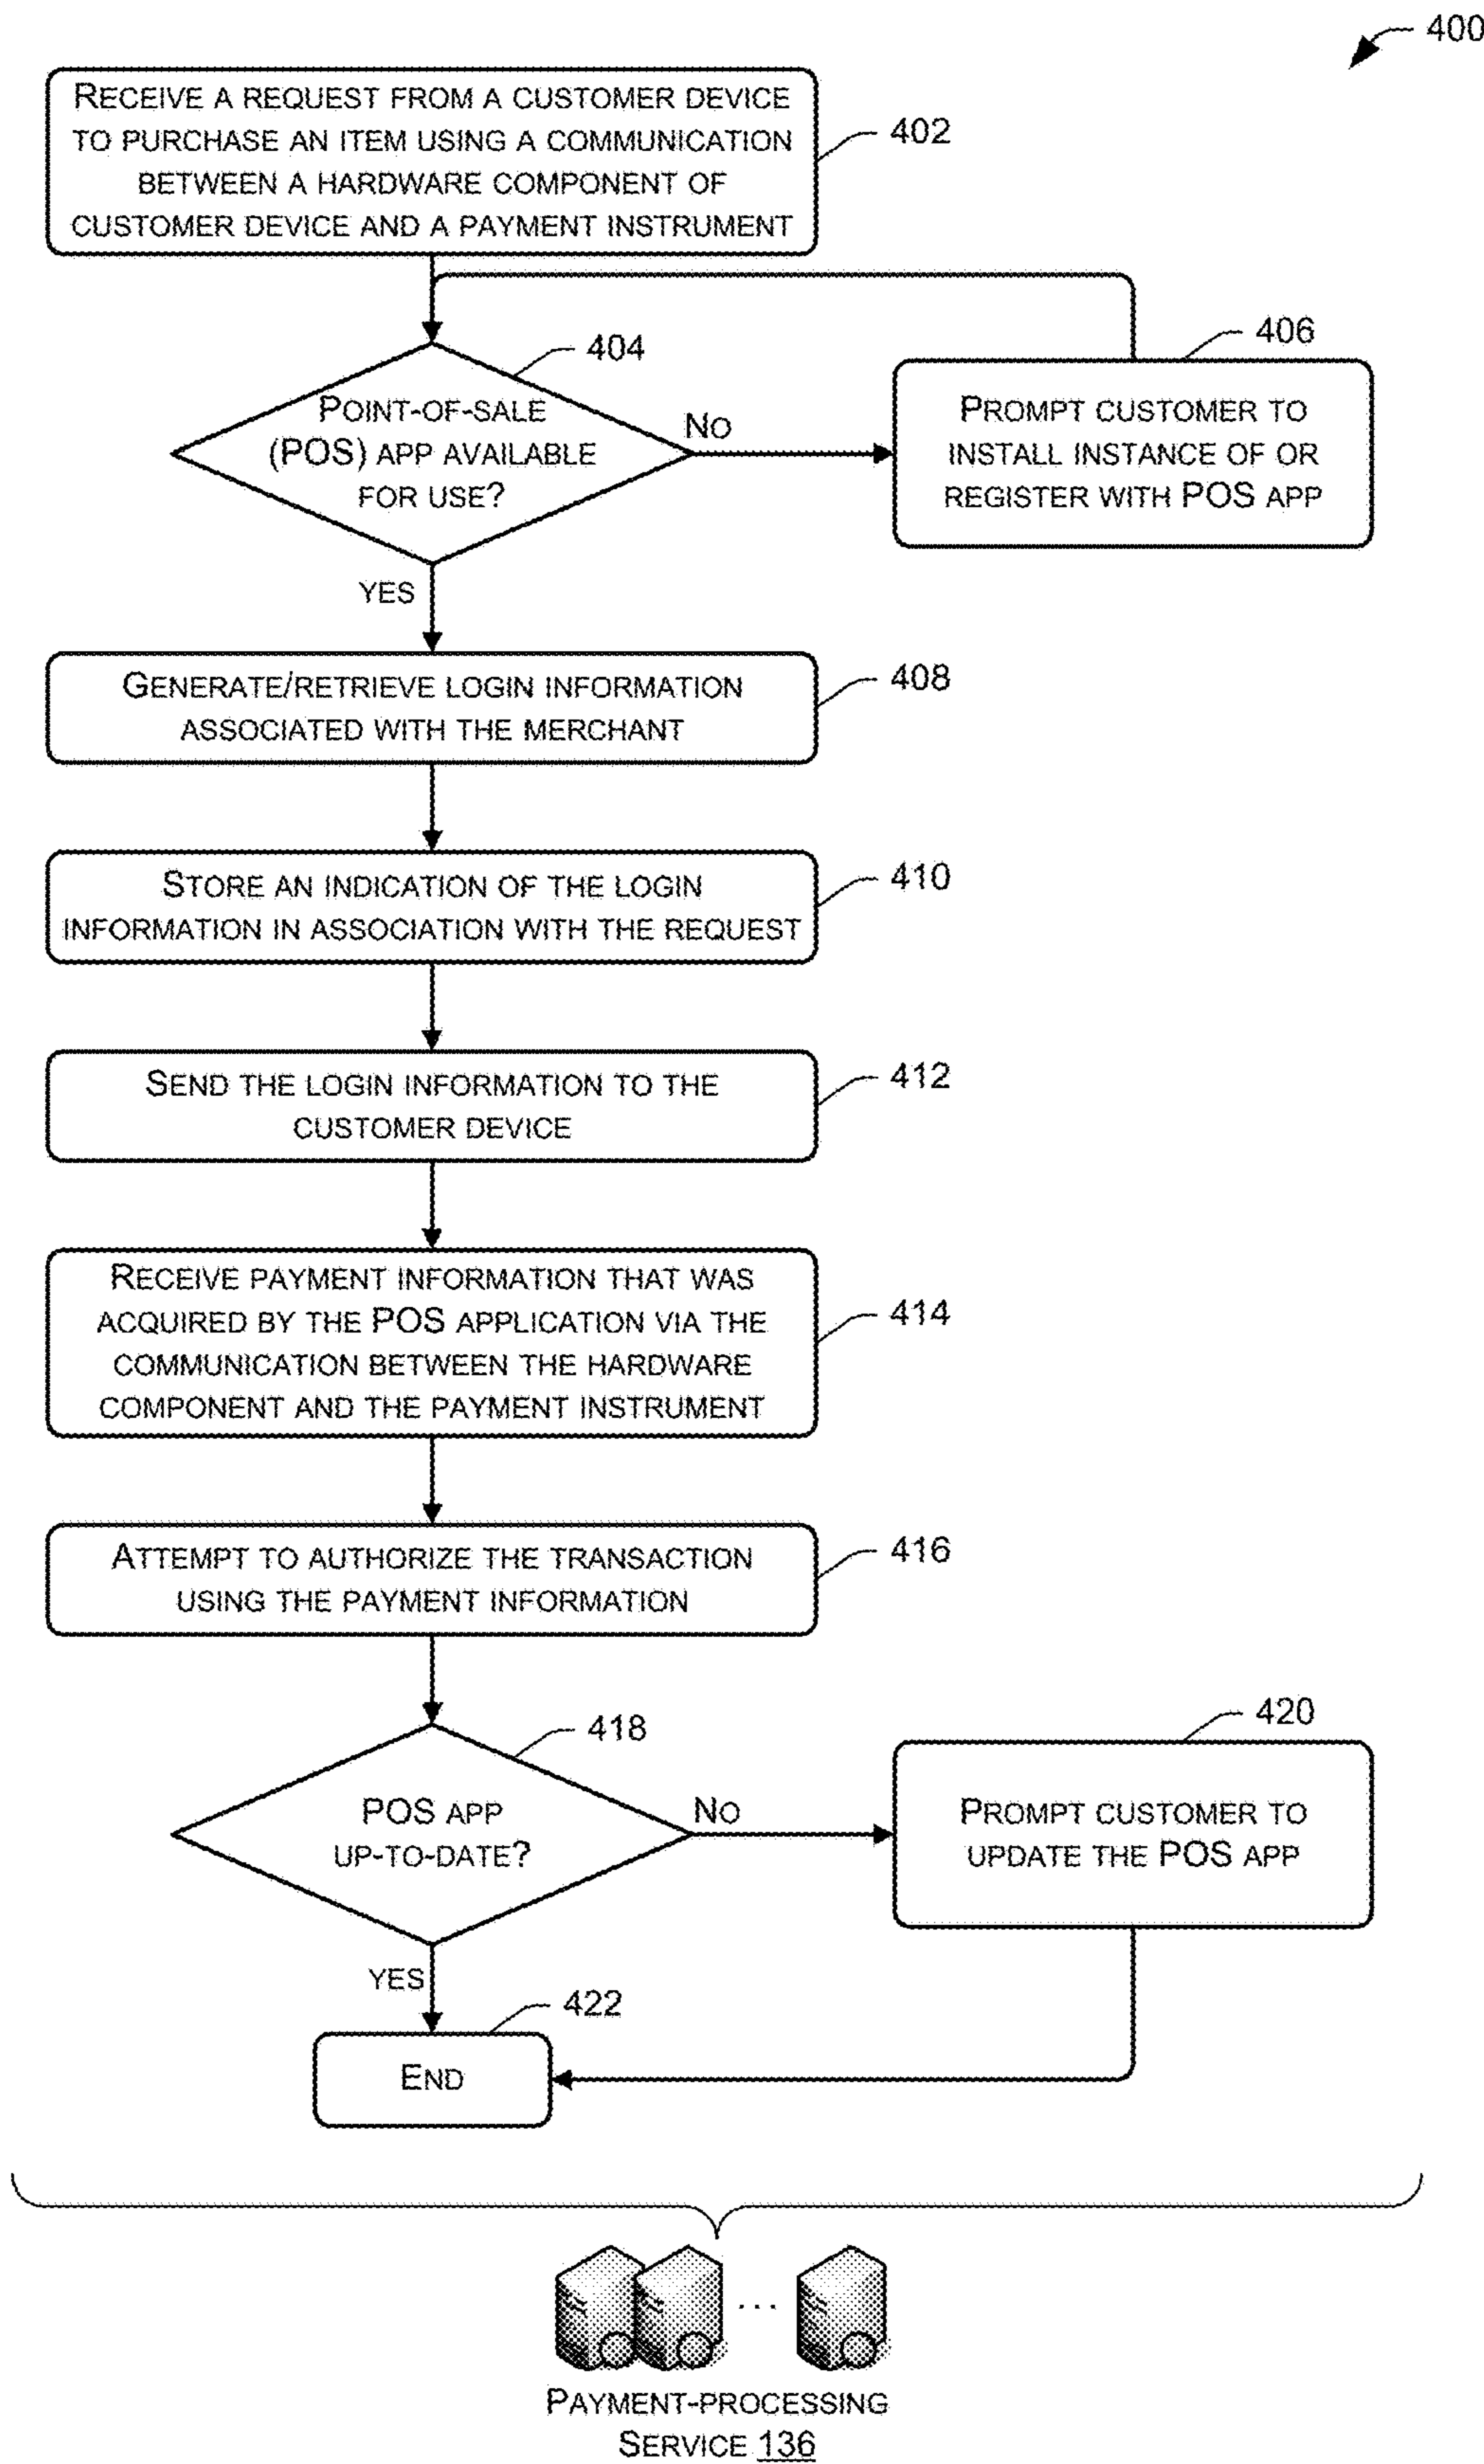 400
RECEIVE A REQUEST FROM A CUSTOMER DEVICE
TO PURCHASE AN ITEM USING A COMMUNICATION
BETWEEN A HARDWARE COMPONENT OF
CUSTOMER DEVICE AND A PAYMENT INSTRUMENT
402
404
POINT-OF-SALE
(POS) APP AVAILABLE
FOR USE?
NO
406
PROMPT CUSTOMER TO
INSTALL INSTANCE OF OR
REGISTER WITH POS APP
YES
GENERATE/RETRIEVE LOGIN INFORMATION
ASSOCIATED WITH THE MERCHANT
408
STORE AN INDICATION OF THE LOGIN
INFORMATION IN ASSOCIATION WITH THE REQUEST
410
SEND THE LOGIN INFORMATION TO THE
CUSTOMER DEVICE
412
RECEIVE PAYMENT INFORMATION THAT WAS
ACQUIRED BY THE POS APPLICATION VIA THE
COMMUNICATION BETWEEN THE HARDWARE
COMPONENT AND THE PAYMENT INSTRUMENT
414
ATTEMPT TO AUTHORIZE THE TRANSACTION
USING THE PAYMENT INFORMATION
416
418
POS APP
UP-TO-DATE?
NO
420
PROMPT CUSTOMER TO
UPDATE THE POS APP
YES
422
END
...
PAYMENT-PROCESSING
SERVICE 136